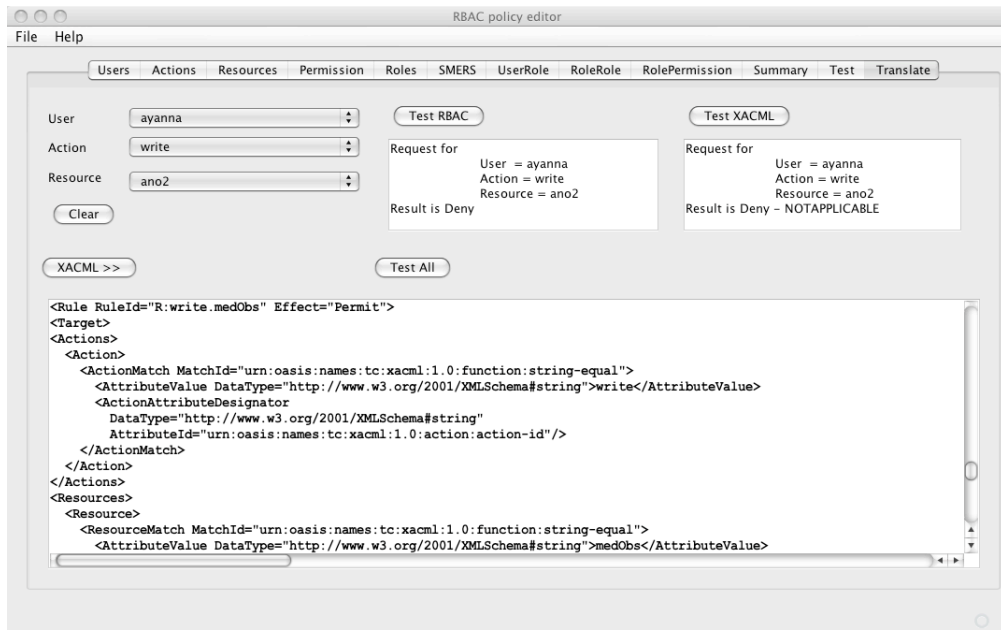 RBAC policy editor
File Help
Users Actions Resources Permission Roles SMERS UserRole RoleRole RolePermission Summary Test Translate
User ayanna
Action write
Resource ano2
Clear
Test RBAC
Request for
User = ayanna
Action = write
Resource = ano2
Result is Deny
Test XACML
Request for
User = ayanna
Action = write
Resource = ano2
Result is Deny - NOTAPPLICABLE
XACML >> Test All
<Rule RuleId="R:write.medObs" Effect="Permit">
<Target>
<Actions>
<Action>
<ActionMatch MatchId="urn:oasis:names:tc:xacml:1.0:function:string-equal">
<AttributeValue DataType="http://www.w3.org/2001/XMLSchema#string">write</AttributeValue>
<ActionAttributeDesignator
DataType="http://www.w3.org/2001/XMLSchema#string"
AttributeId="urn:oasis:names:tc:xacml:1.0:action:action-id"/>
</ActionMatch>
</Action>
</Actions>
<Resources>
<Resource>
<ResourceMatch MatchId="urn:oasis:names:tc:xacml:1.0:function:string-equal">
<AttributeValue DataType="http://www.w3.org/2001/XMLSchema#string">medObs</AttributeValue>